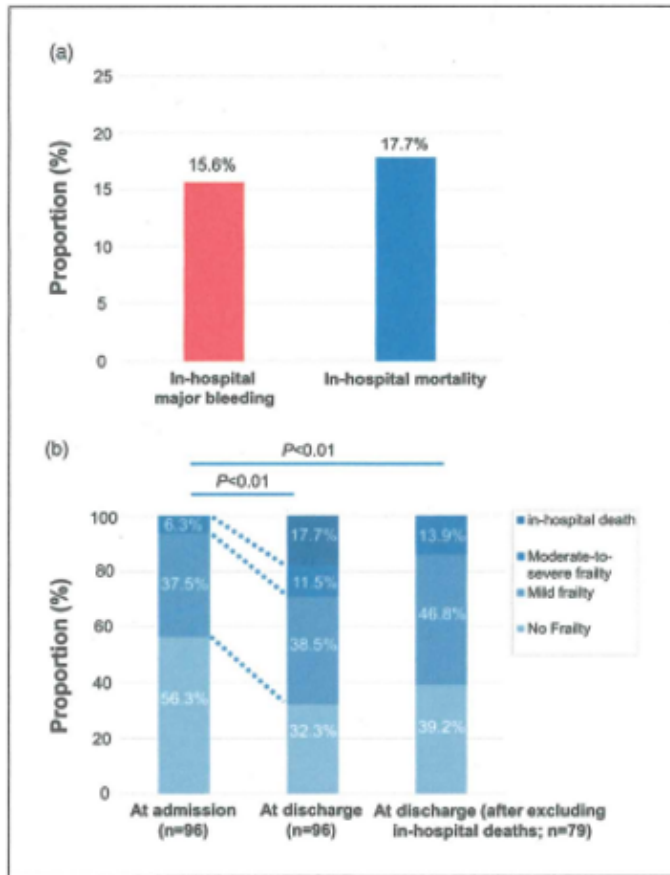 (a)
25
20
15
10
5
0
Proportion (%)
15.6%
17.7%
In-hospital
major bleeding
In-hospital mortality
(b)
P<0.01
P<0.01
100
80
60
40
20
0
Proportion (%)
6.3%
37.5%
56.3%
17.7%
11.5%
38.5%
32.3%
13.9%
46.8%
39.2%
in-hospital death
Moderate-to-
severe frailty
Mild frailty
No Frailty
At admission
(n=96)
At discharge
(n=96)
At discharge (after excluding
in-hospital deaths; n=79)